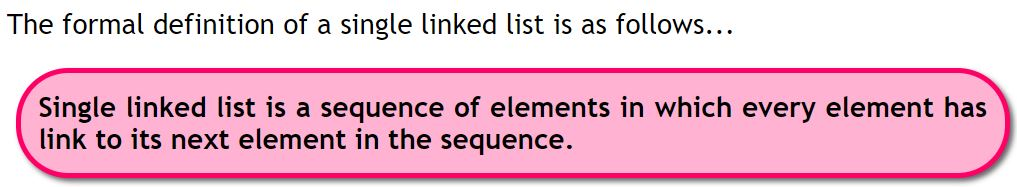 The formal definition of a single linked list is as follows...
Single linked list is a sequence of elements in which every element has
link to its next element in the sequence.